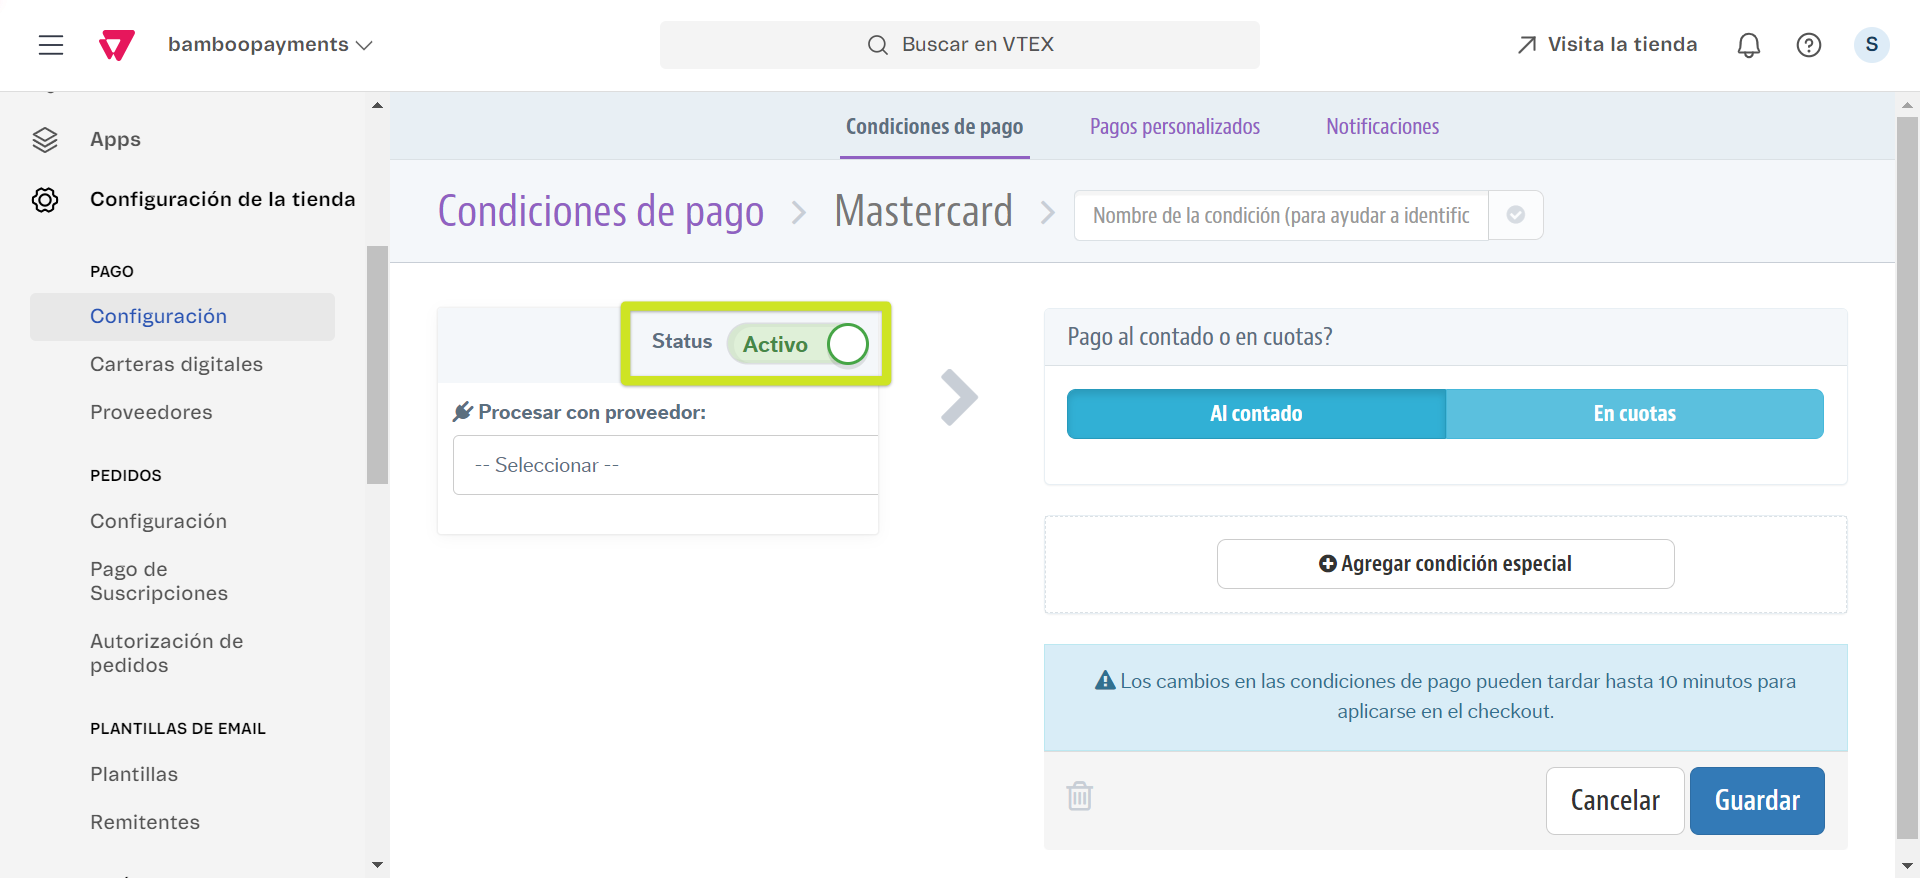 bamboopayments
Buscar en VTEX
Visita la tienda
S
Apps
Configuración de la tienda
PAGO
Configuración
Carteras digitales
Proveedores
PEDIDOS
Configuración
Pago de
Suscripciones
Autorización de
pedidos
PLANTILLAS DE EMAIL
Plantillas
Remitentes
Condiciones de pago
Pagos personalizados
Notificaciones
Condiciones de pago
Mastercard
Nombre de la condición (para ayudar a identific
Status
Activo
Procesar con proveedor:
-- Seleccionar --
Pago al contado o en cuotas?
Al contado
En cuotas
Agregar condición especial
Los cambios en las condiciones de pago pueden tardar hasta 10 minutos para
aplicarse en el checkout.
Cancelar
Guardar